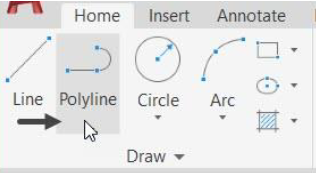 Home Insert Annotate
Line Polyline Circle Arc
Draw